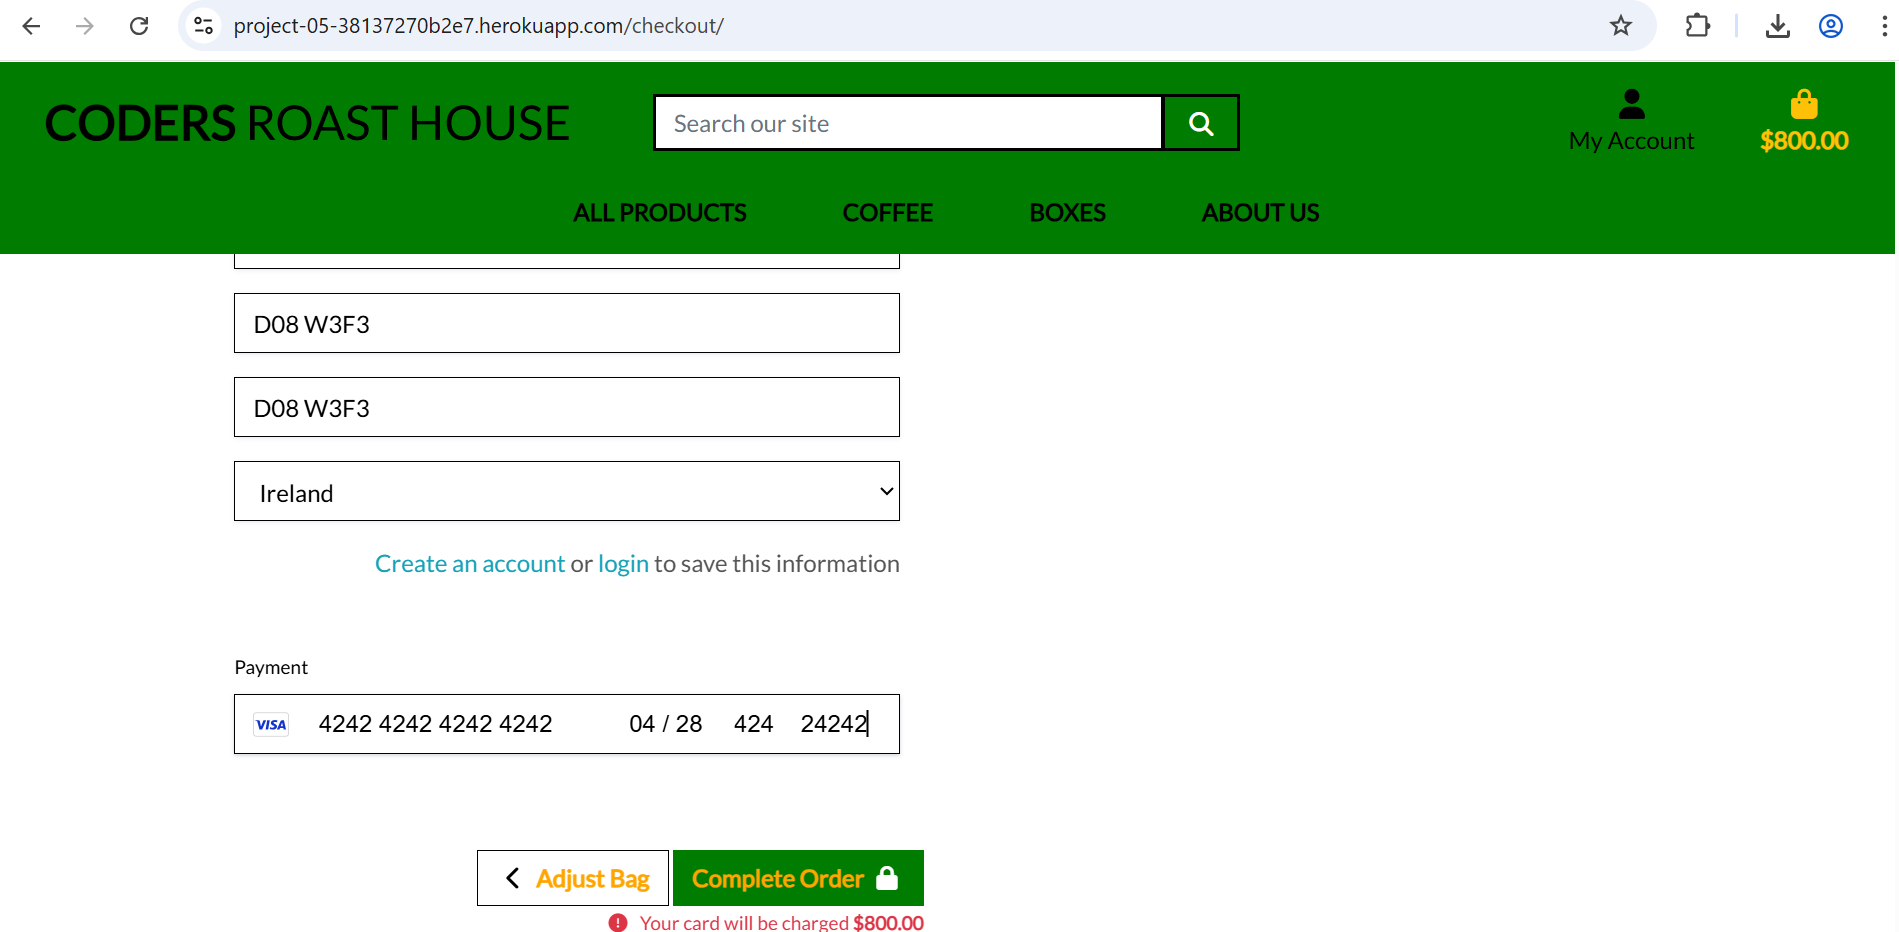 project-05-38137270b2e7.herokuapp.com/checkout/
CODERS ROAST HOUSE
Search our site
My Account
$800.00
ALL PRODUCTS COFFEE BOXES ABOUT US
D08 W3F3
D08 W3F3
Ireland
Create an account or login to save this information
Payment
VISA 4242 4242 4242 4242 04 / 28 424 24242
Adjust Bag Complete Order
Your card will be charged $800.00